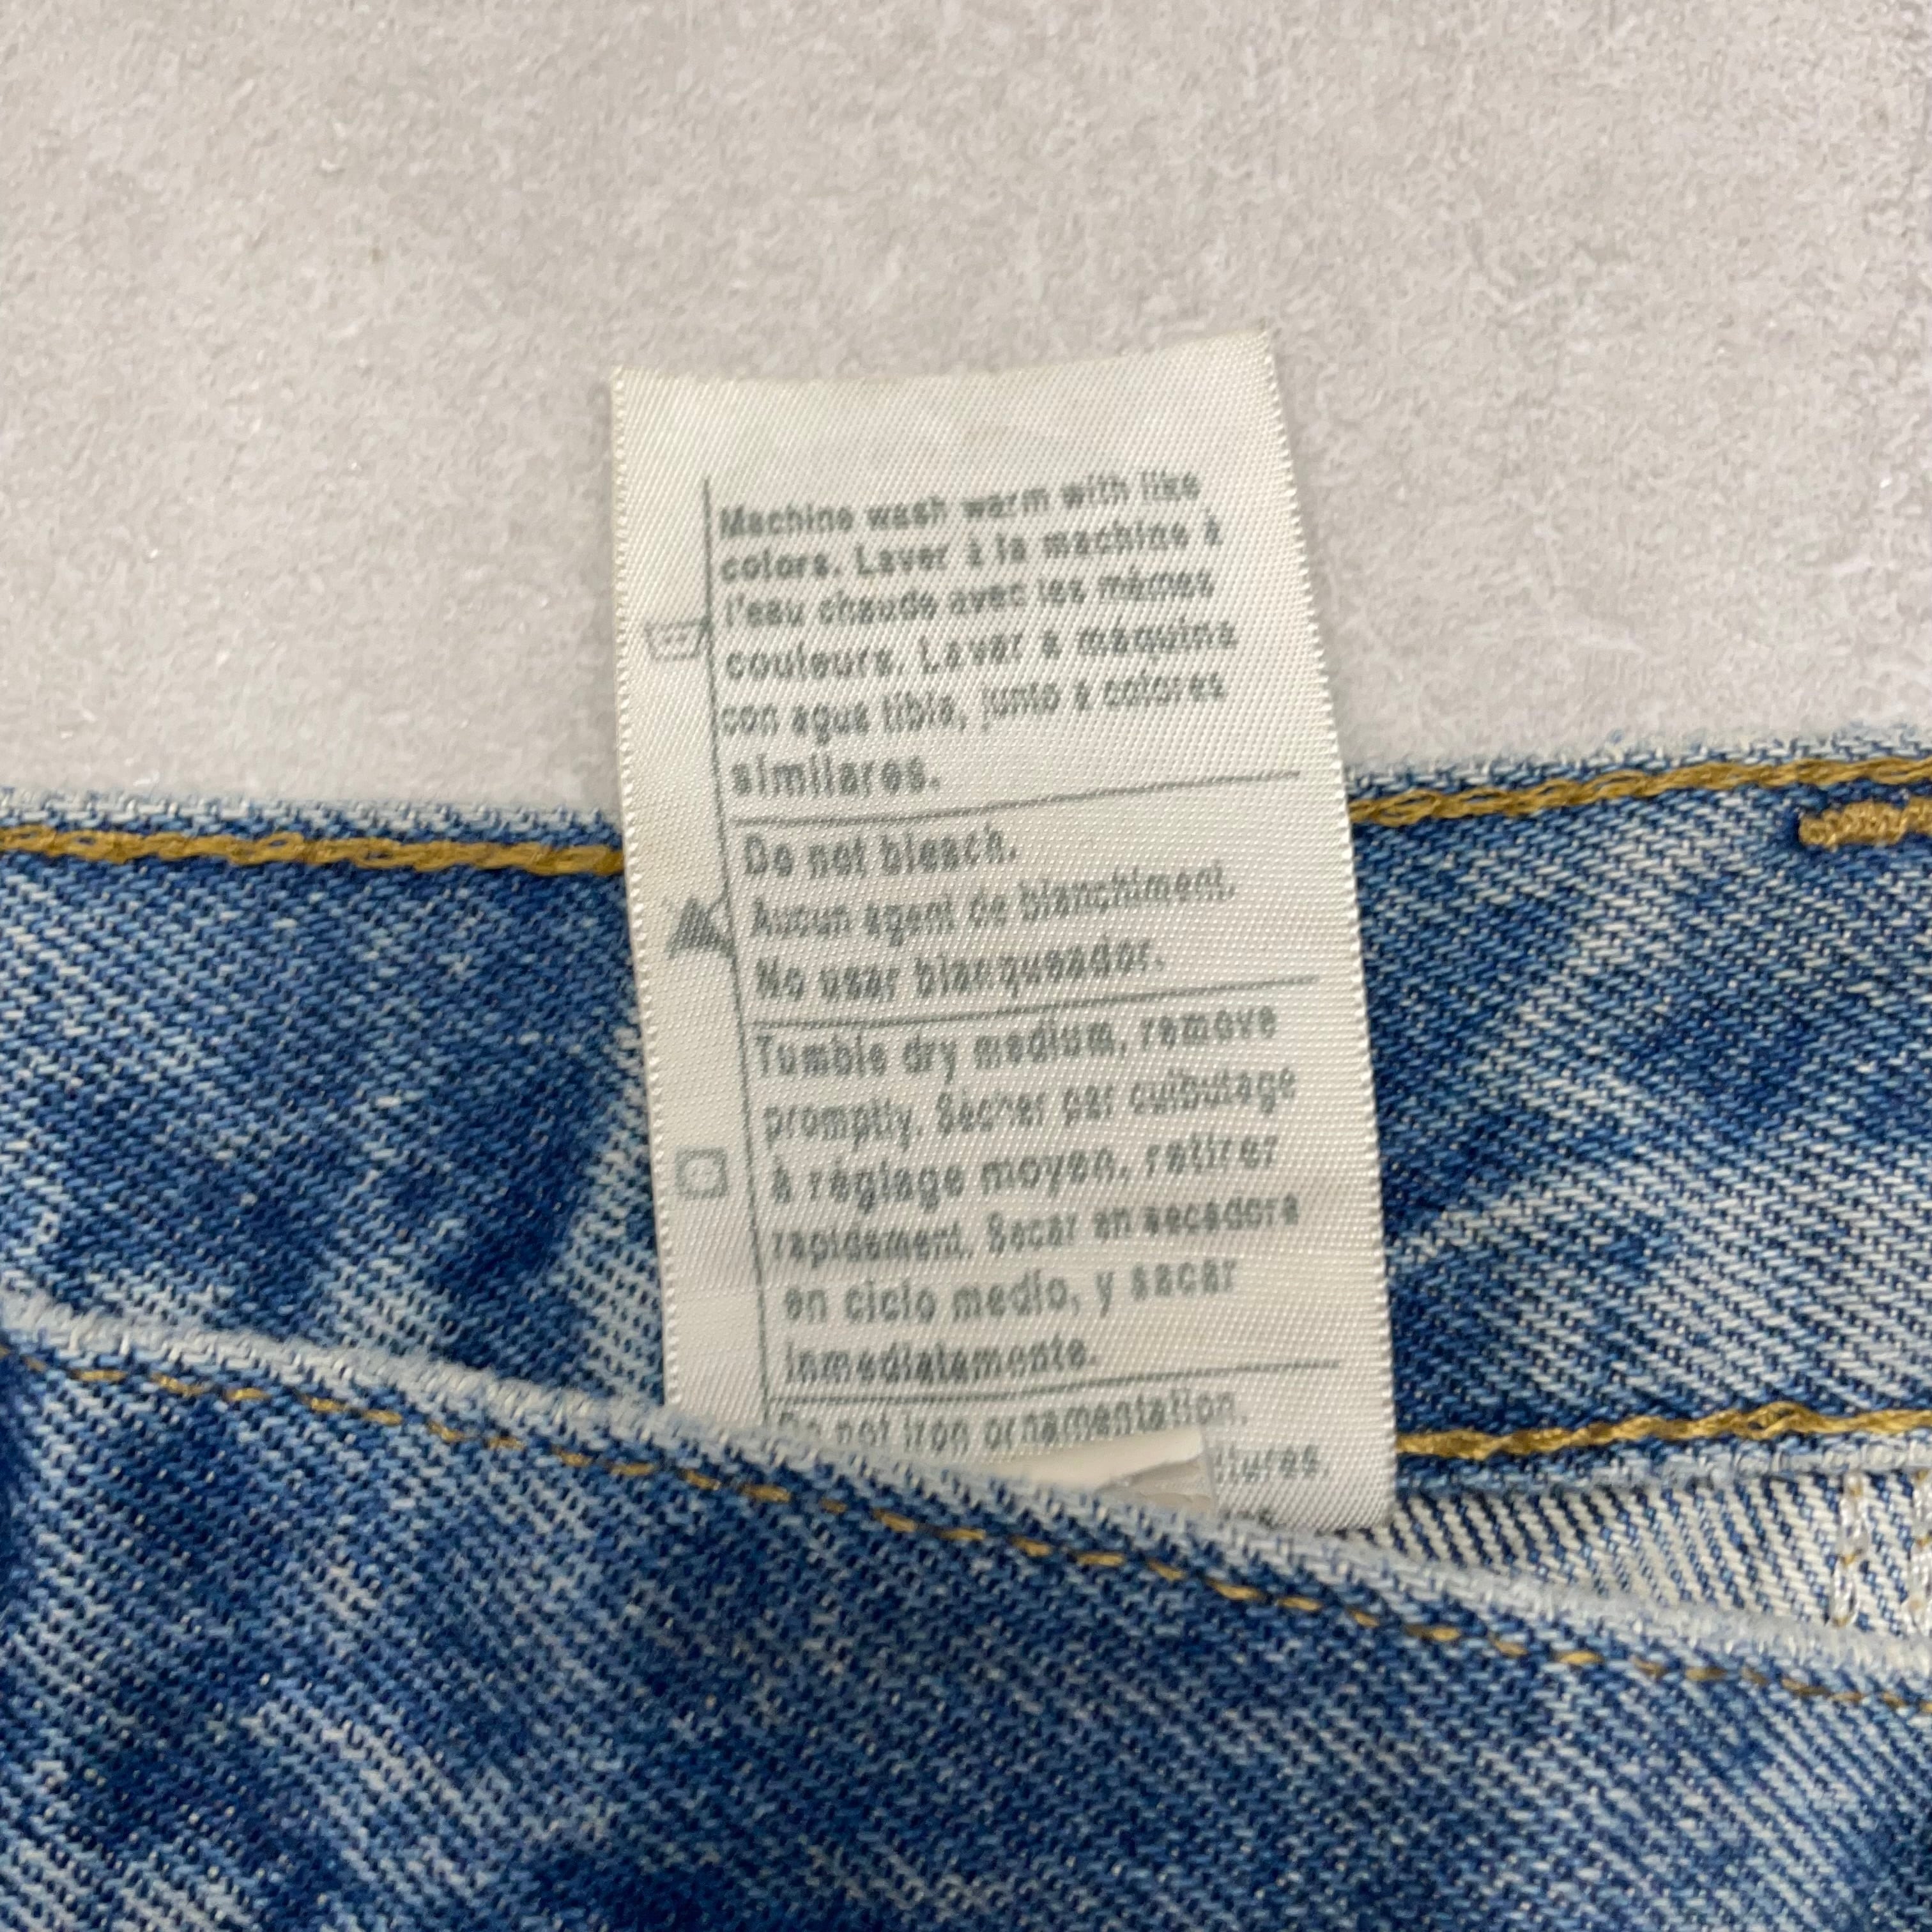 Machine wash warm with like
colors. Laver à la machine à
l'eau chaude avec les mêmes
couleurs. Lavar a máquina
con agua tibia, junto a colores
similares.
Do not bleach.
Aucun agent de blanchiment.
No usar blanqueador.
Tumble dry medium, remove
promptly. Sécher par culbutage
à réglage moyen, retirer
rapidement. Secar en secadora
en ciclo medio, y sacar
inmediatamente.
Do not iron ornamentation.